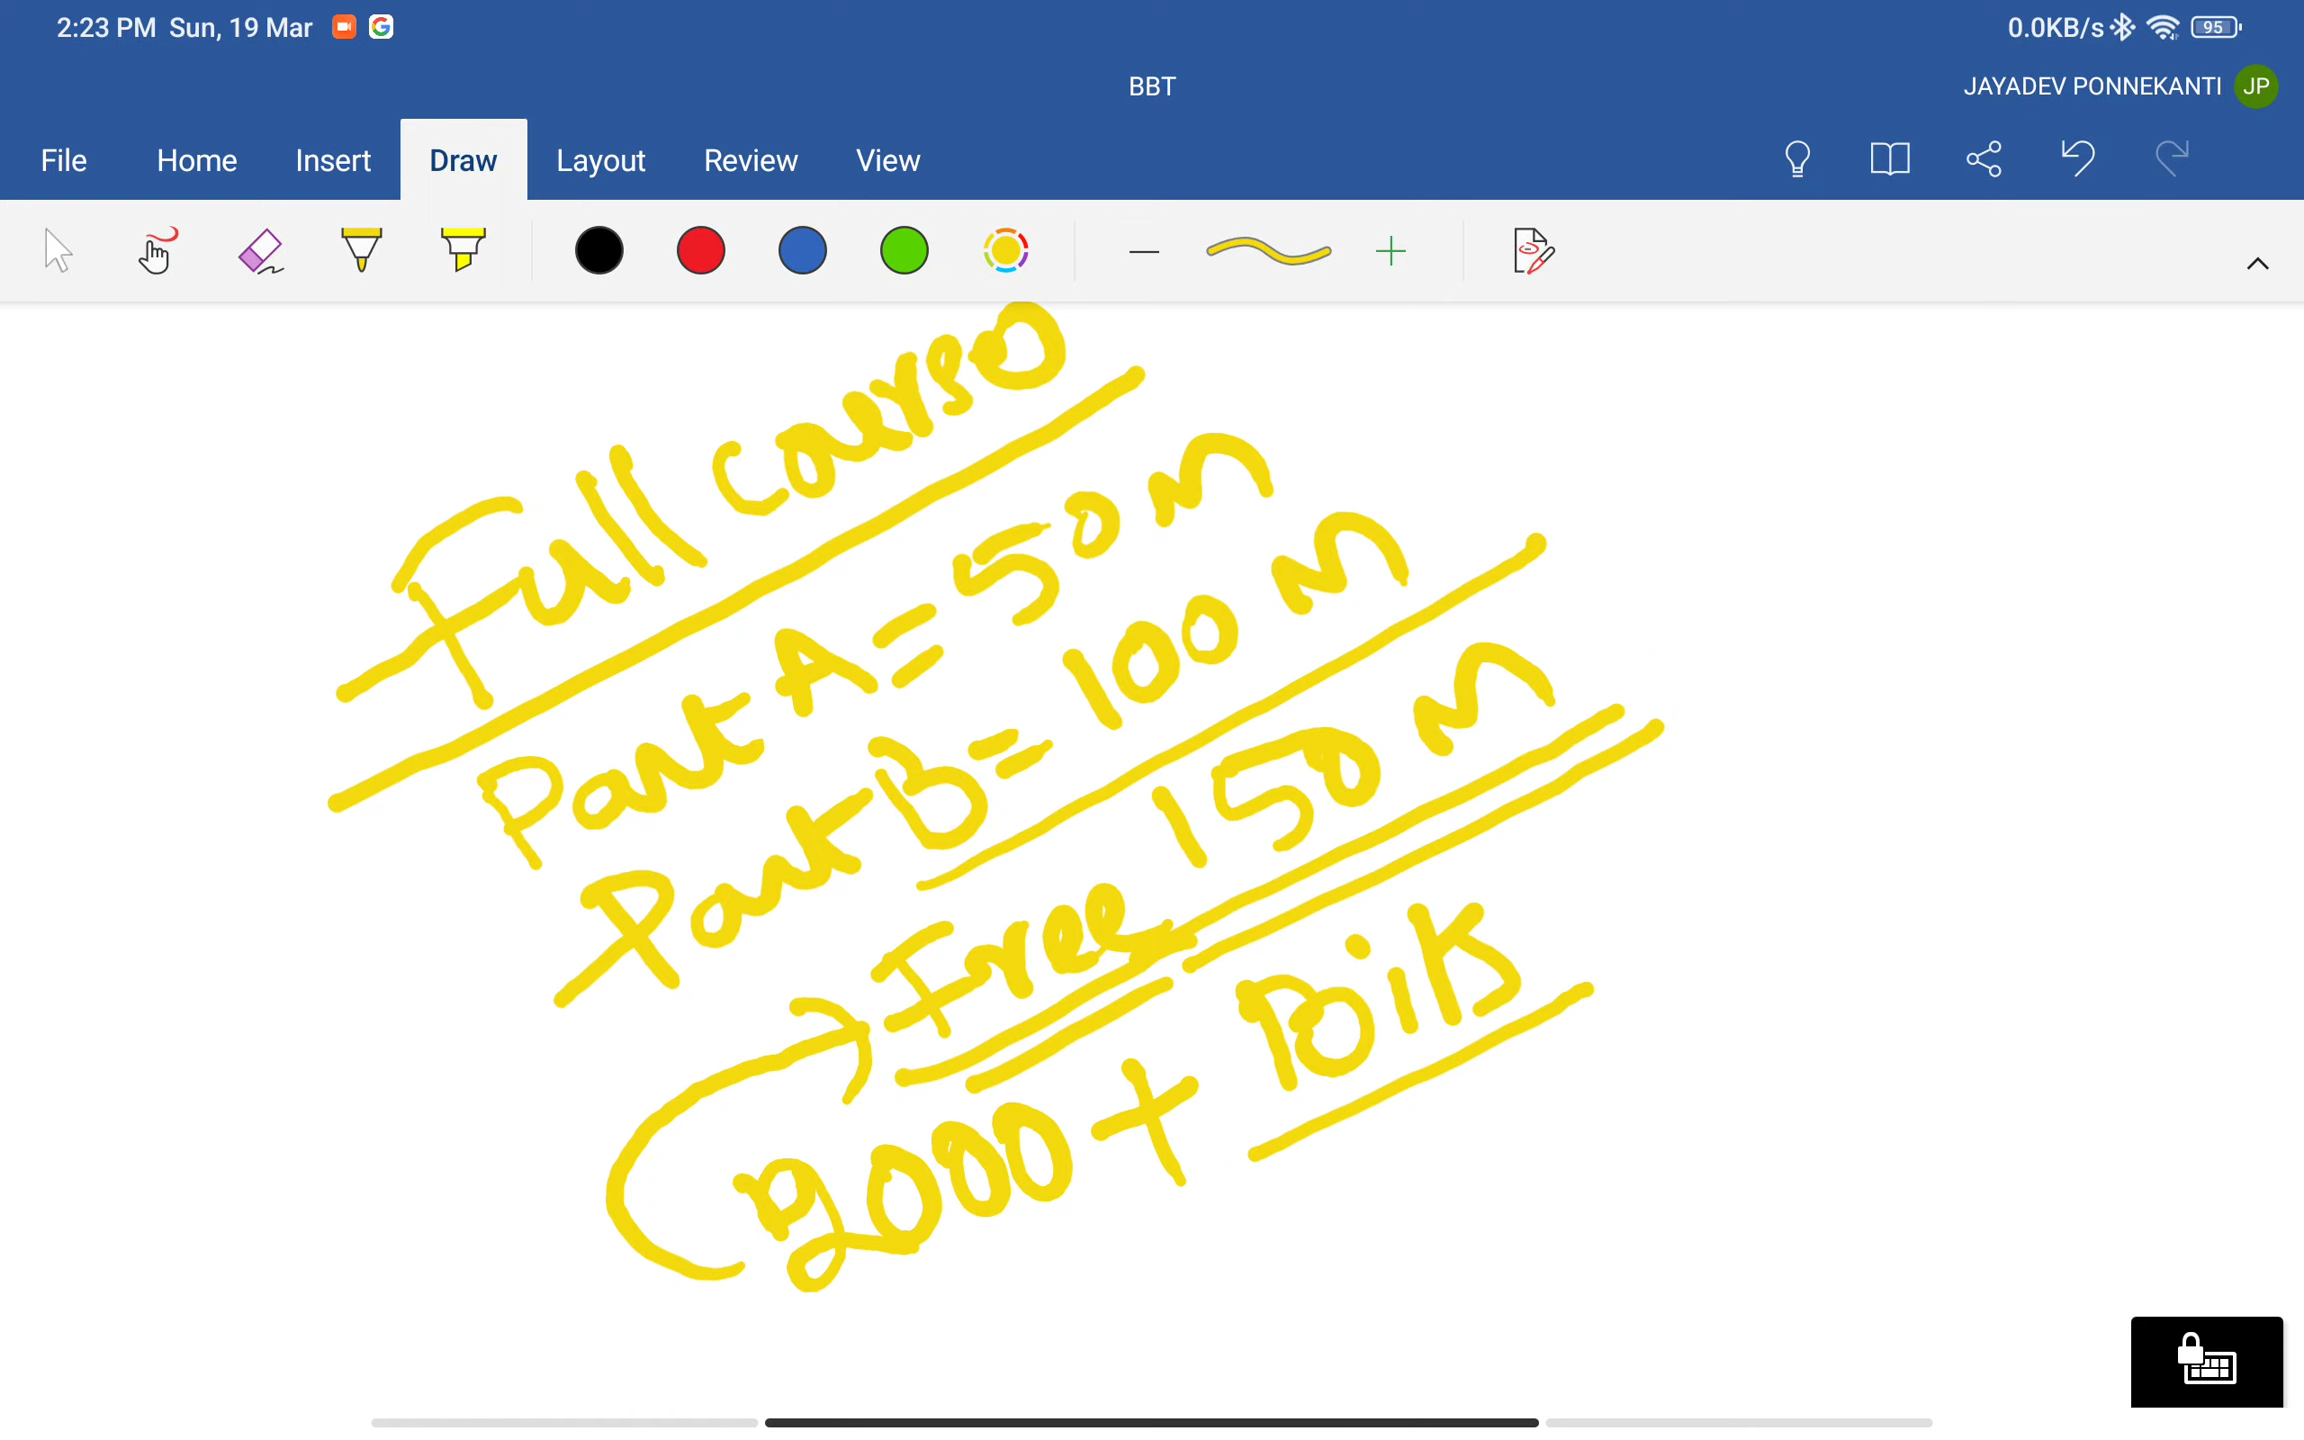 2:23 PM Sun, 19 Mar
0.0KB/s 95
BBT
JAYADEV PONNEKANTI JP
File Home Insert Draw Layout Review View
Full course
Part A = 50 M
Part B = 100 M
150 M
Free
2000 + Bik